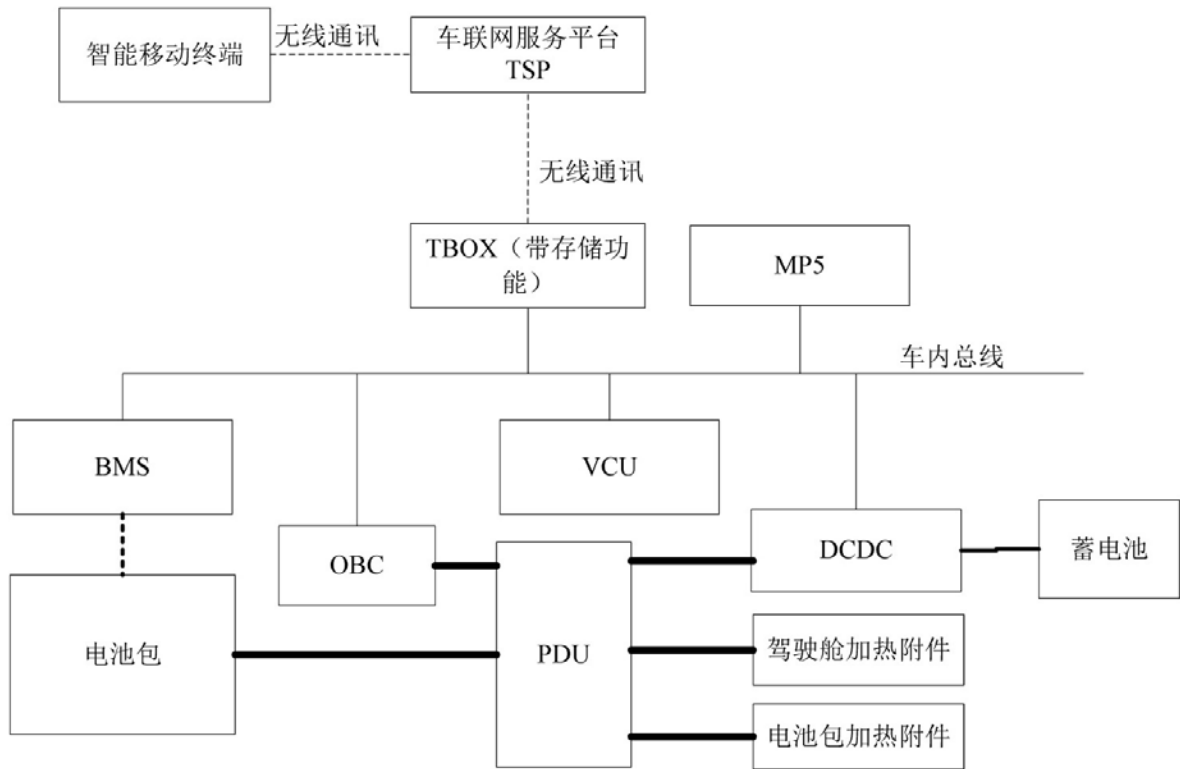 智能移动终端
无线通讯
车联网服务平台
TSP
无线通讯
TBOX（带存储功
能）
MP5
车内总线
BMS
VCU
OBC
DCDC
蓄电池
电池包
PDU
驾驶舱加热附件
电池包加热附件